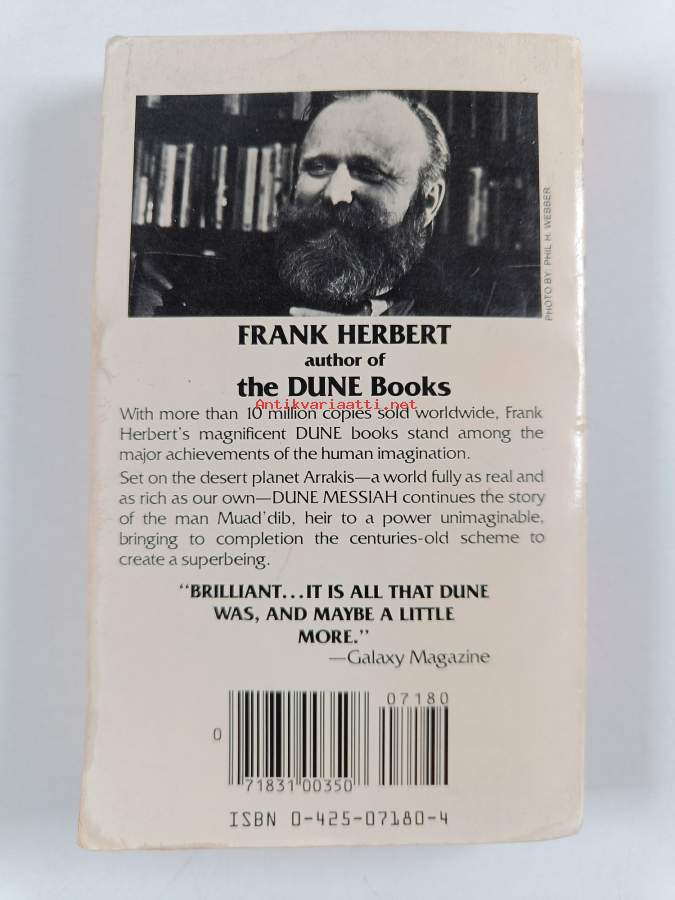 PHOTO BY: PHIL H. WEBBER
FRANK HERBERT
author of
the DUNE Books
Antikvariaatti.net
With more than 10 million copies sold worldwide, Frank
Herbert's magnificent DUNE books stand among the
major achievements of the human imagination.
Set on the desert planet Arrakis—a world fully as real and
as rich as our own—DUNE MESSIAH continues the story
of the man Muad'dib, heir to a power unimaginable,
bringing to completion the centuries-old scheme to
create a superbeing.
"BRILLIANT...IT IS ALL THAT DUNE
WAS, AND MAYBE A LITTLE
MORE."
—Galaxy Magazine
07180
0
71831 00350
ISBN 0-425-07180-4